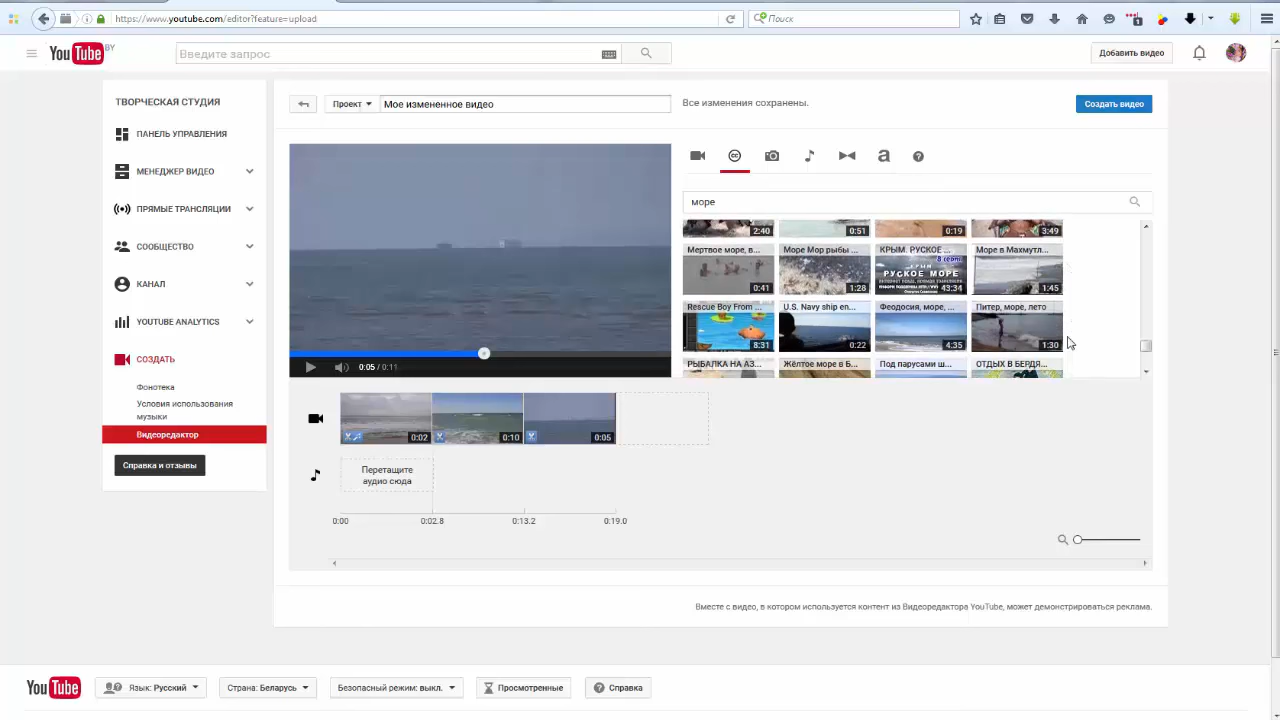 https://www.youtube.com/editor?feature=upload
Поиск
YouTube BY
Введите запрос
Добавить видео
ТВОРЧЕСКАЯ СТУДИЯ
ПАНЕЛЬ УПРАВЛЕНИЯ
МЕНЕДЖЕР ВИДЕО
ПРЯМЫЕ ТРАНСЛЯЦИИ
СООБЩЕСТВО
КАНАЛ
YOUTUBE ANALYTICS
СОЗДАТЬ
Фонотека
Условия использования
музыки
Видеоредактор
Справка и отзывы
Проект
Мое измененное видео
Все изменения сохранены.
Создать видео
0:05 / 0:11
море
2:40 0:51 0:19 3:49
Мертвое море, в... Море Мор рыбы ... КРЫМ. РУСКОЕ ... Море в Махмутл...
КРЫМ 8 серия
РУСКОЕ МОРЕ
0:41 1:28 43:34 1:45
Rescue Boy From ... U.S. Navy ship en... Феодосия, море, ... Питер, море, лето
8:31 0:22 4:35 1:30
РЫБАЛКА НА АЗ... Жёлтое море в Б... Под парусами ш... ОТДЫХ В БЕРДЯ...
0:02 0:10 0:05
Перетащите
аудио сюда
0:00 0:02.8 0:13.2 0:19.0
Вместе с видео, в котором используется контент из Видеоредактора YouTube, может демонстрироваться реклама.
YouTube
Язык: Русский
Страна: Беларусь
Безопасный режим: выкл.
Просмотренные
Справка